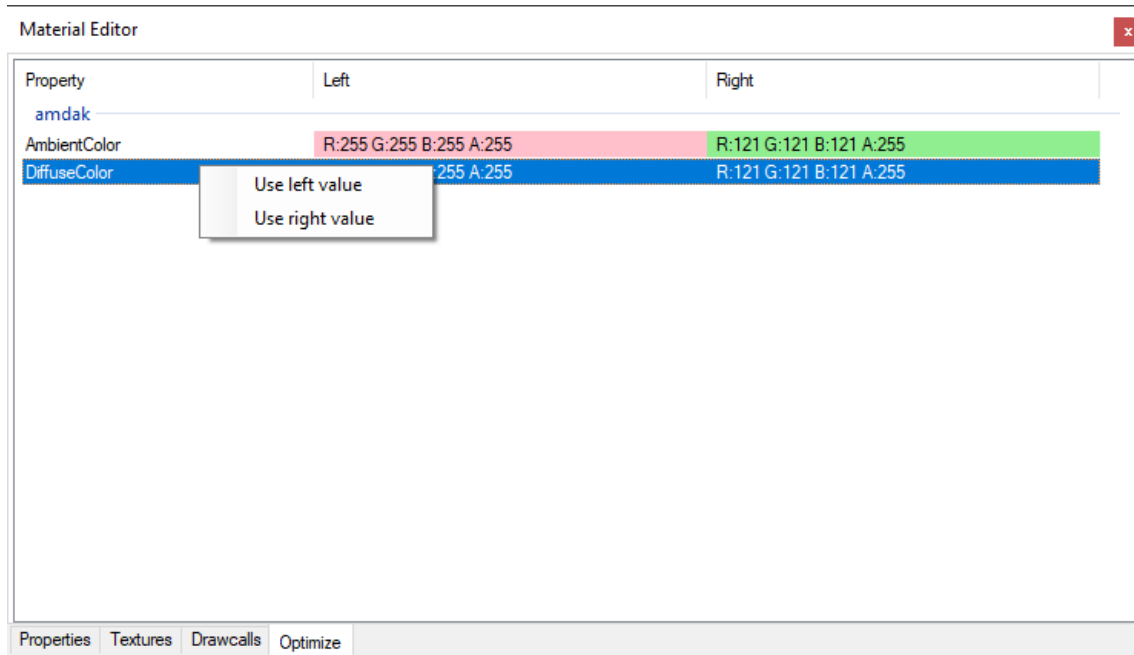 Material Editor
x
Property Left Right
amdak
AmbientColor R:255 G:255 B:255 A:255 R:121 G:121 B:121 A:255
DiffuseColor :255 A:255 R:121 G:121 B:121 A:255
Use left value
Use right value
Properties Textures Drawcalls Optimize